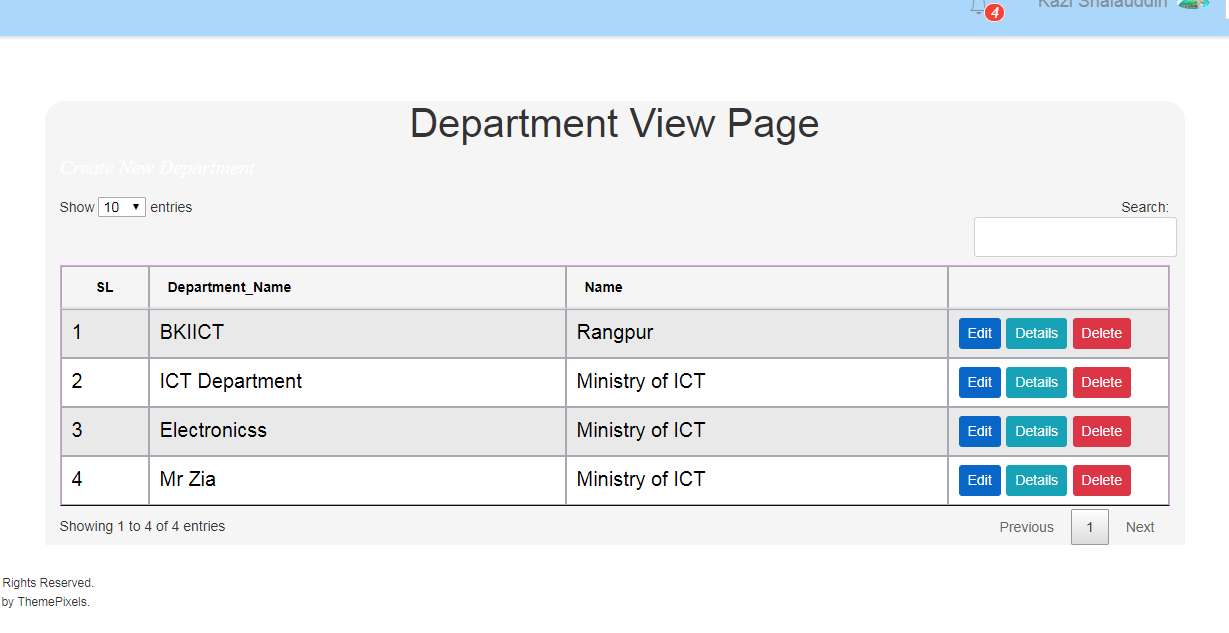 4 Kazi Shalauddin
Department View Page
Create New Department
Show 10 entries
Search:
SL Department_Name Name
1 BKIICT Rangpur Edit Details Delete
2 ICT Department Ministry of ICT Edit Details Delete
3 Electronicss Ministry of ICT Edit Details Delete
4 Mr Zia Ministry of ICT Edit Details Delete
Showing 1 to 4 of 4 entries Previous 1 Next
Rights Reserved.
by ThemePixels.